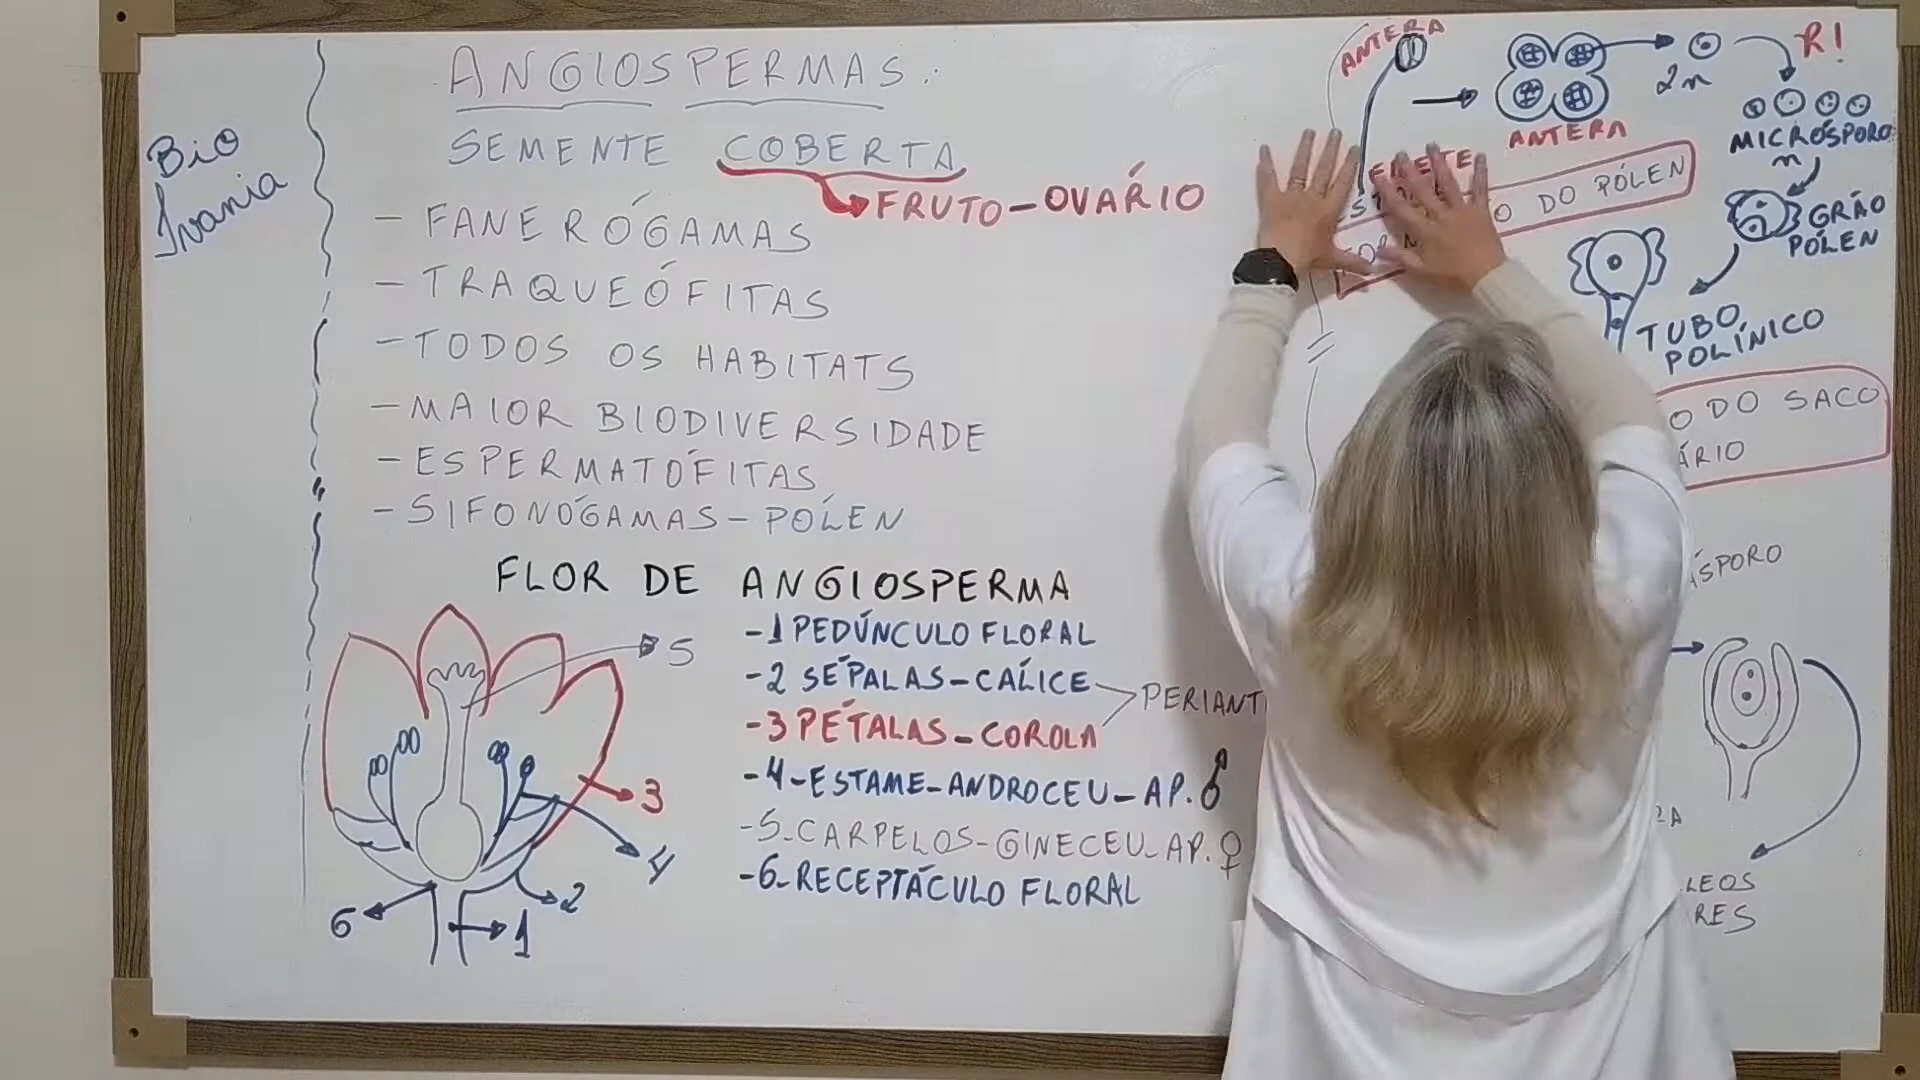 Bio
Ivania
ANGIOSPERMAS:
SEMENTE COBERTA
FRUTO-OVÁRIO
- FANERÓGAMAS
- TRAQUEÓFITAS
- TODOS OS HABITATS
- MAIOR BIODIVERSIDADE
- ESPERMATÓFITAS
- SIFONÓGAMAS - PÓLEN
FLOR DE ANGIOSPERMA
-1 PEDÚNCULO FLORAL
-2 SÉPALAS-CÁLICE
-3 PÉTALAS-COROLA
PERIANT
-4-ESTAME-ANDROCEU-AP. ♂
-5-CARPELOS-GINECEU-AP. ♀
-6-RECEPTÁCULO FLORAL
5
3
4
2
1
6
ANTERA
ANTERA
2n
R!
MICRÓSPORO
n
GRÃO
PÓLEN
TUBO
POLÍNICO
O DO PÓLEN
O DO SACO
ÁRIO
ÁSPORO
LEOS
RES